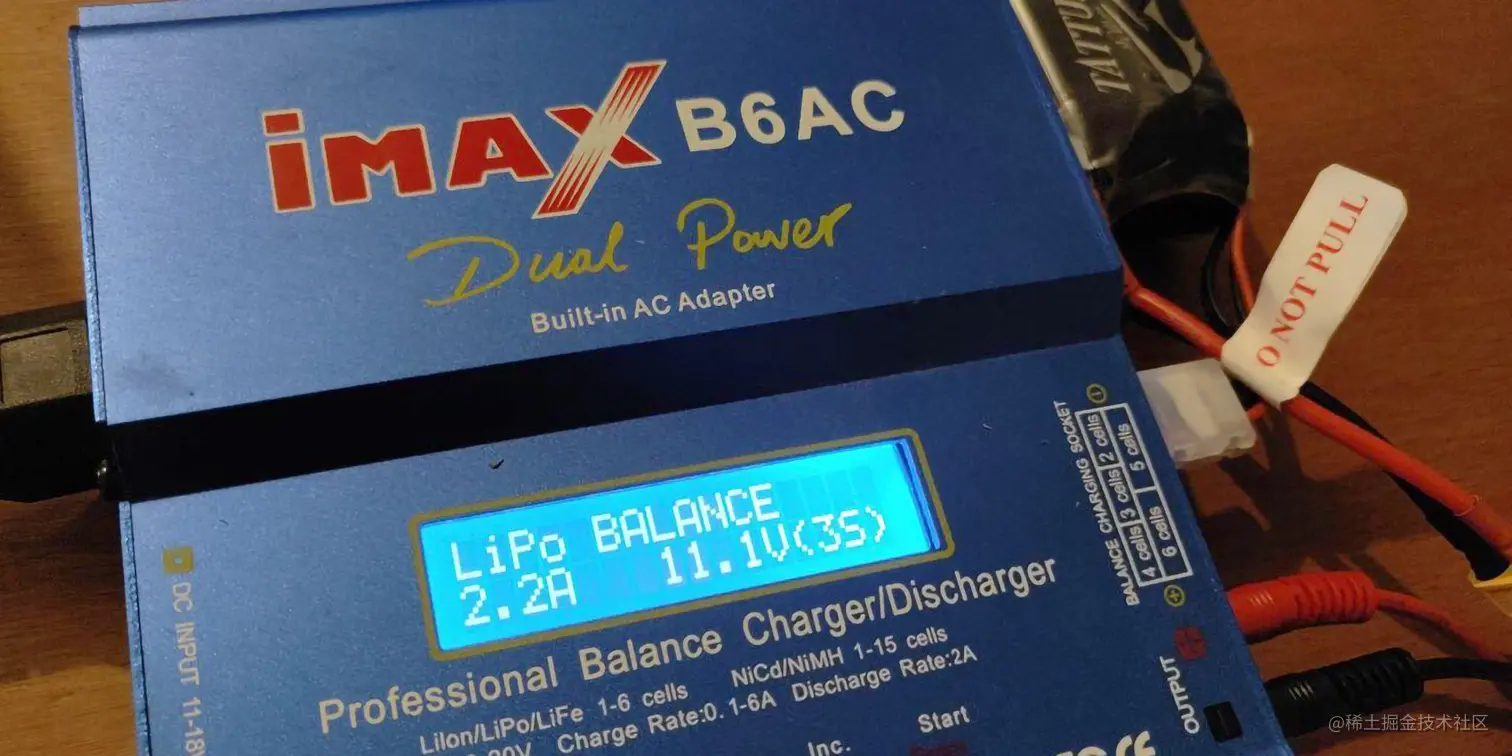 TATTU
iMAX B6AC
Dual Power
Built-in AC Adapter
O NOT PULL
LiPo BALANCE
2.2A 11.1V(3S)
BALANCE CHARGING SOCKET
2 cells
3 cells
4 cells
5 cells
6 cells
Professional Balance Charger/Discharger
LiIon/LiPo/LiFe 1-6 cells NiCd/NiMH 1-15 cells
Charge Rate:0.1-6A Discharge Rate:2A
Inc. Start
DC INPUT 11-18
OUTPUT
CE
@稀土掘金技术社区